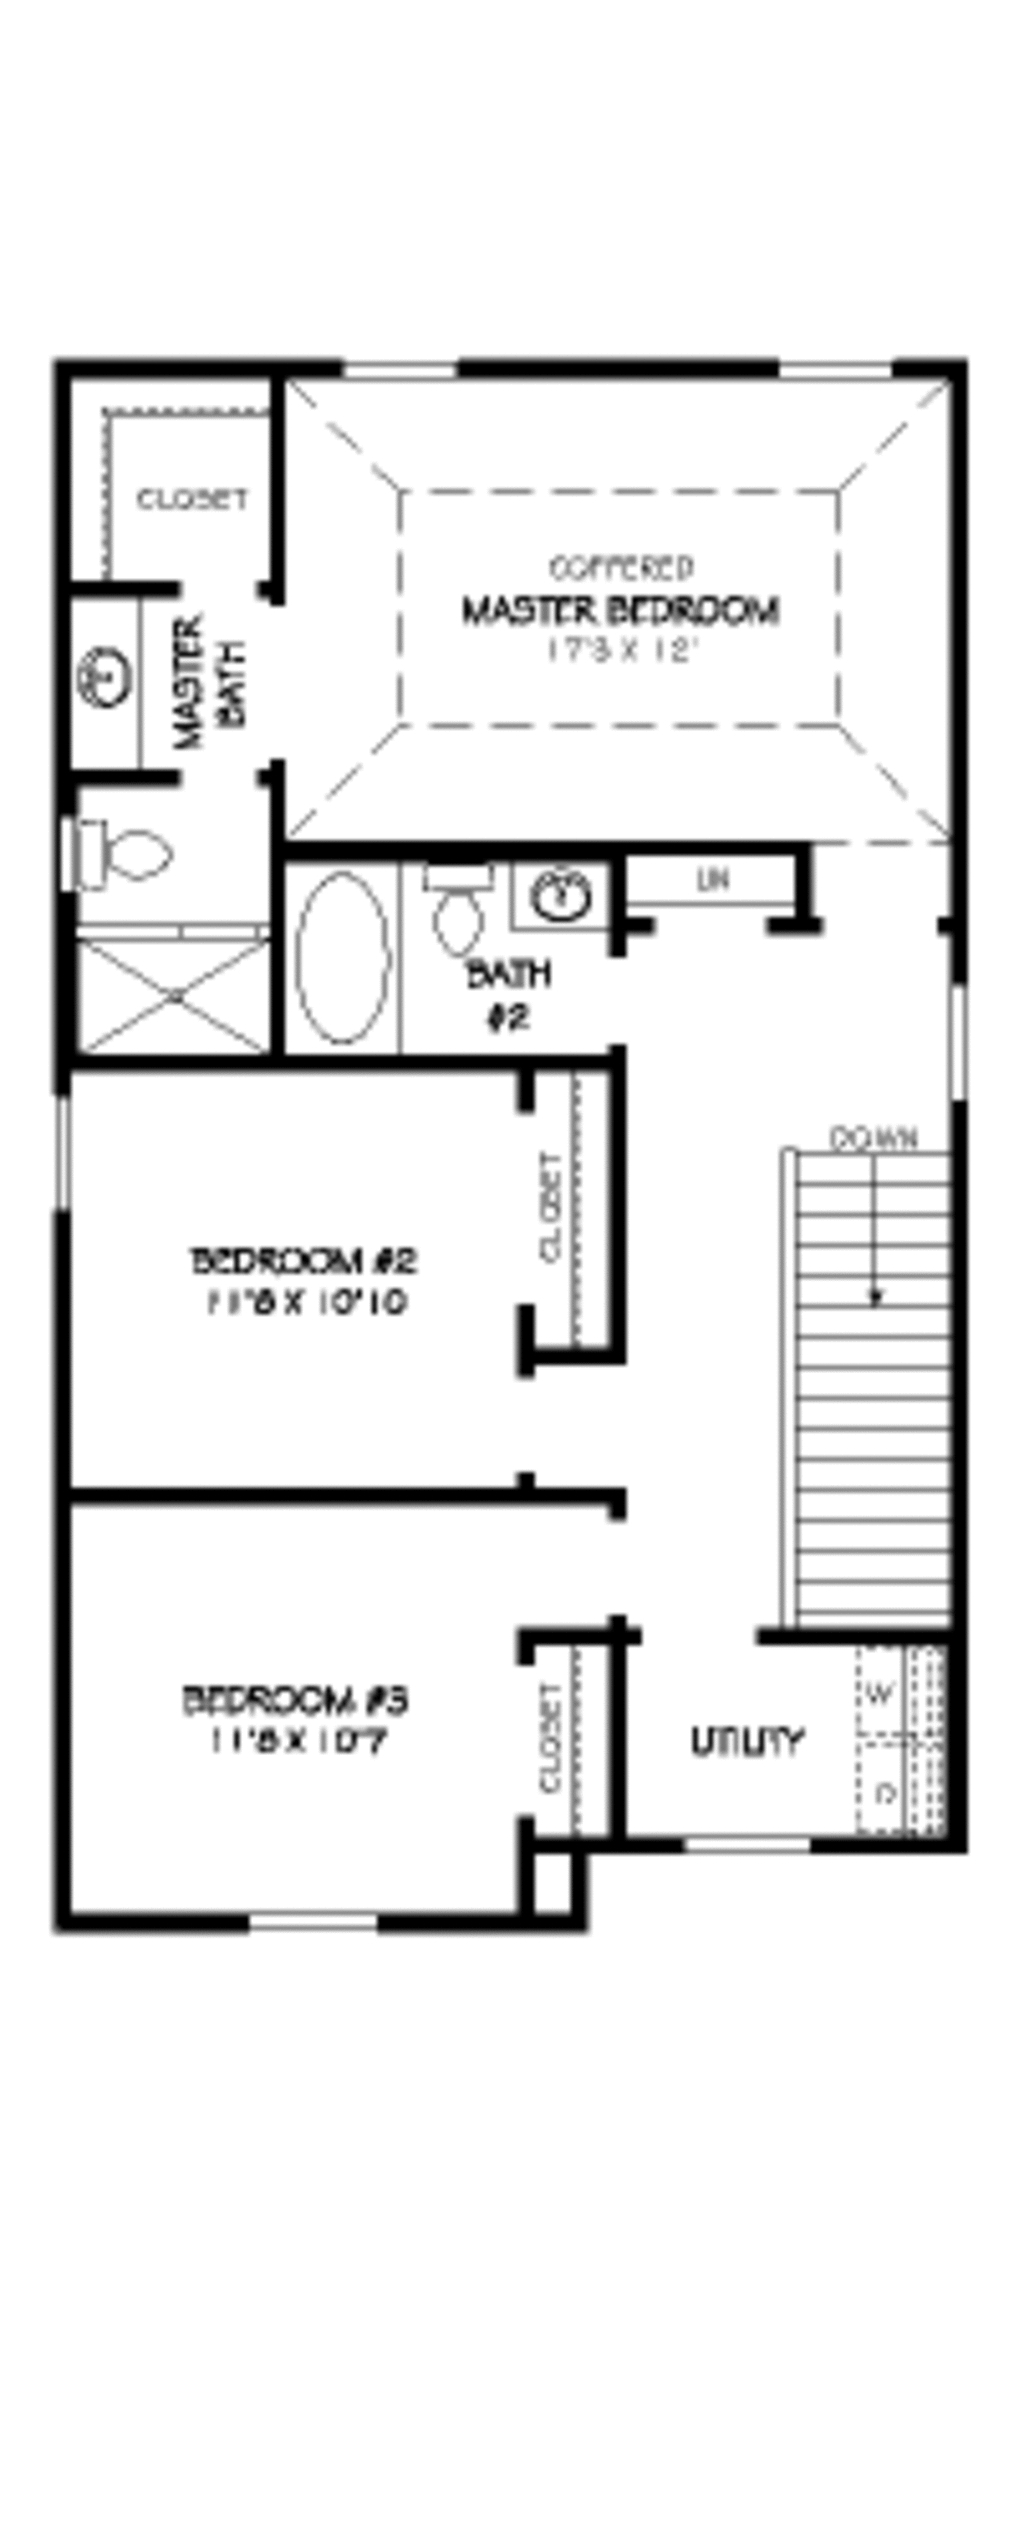 CLOSET
COFFERED
MASTER BEDROOM
17'3 X 12'
MASTER
BATH
LIN
BATH
#2
DOWN
CLOSET
BEDROOM #2
11'8 X 10'10
BEDROOM #3
11'8 X 10'7
CLOSET
UTILITY
W
D